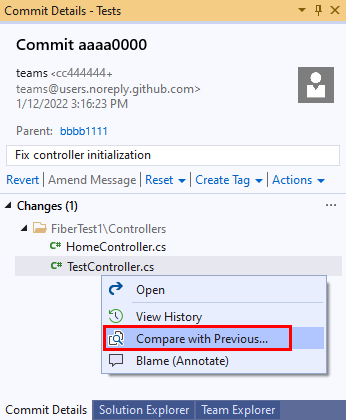 Commit Details - Tests
Commit aaaa0000
teams <cc444444+
teams@users.noreply.github.com>
1/12/2022 3:16:23 PM
Parent: bbbb1111
Fix controller initialization
Revert | Amend Message | Reset | Create Tag | Actions
Changes (1) ...
FiberTest1\Controllers
C# HomeController.cs
C# TestController.cs
Open
View History
Compare with Previous...
Blame (Annotate)
Commit Details Solution Explorer Team Explorer